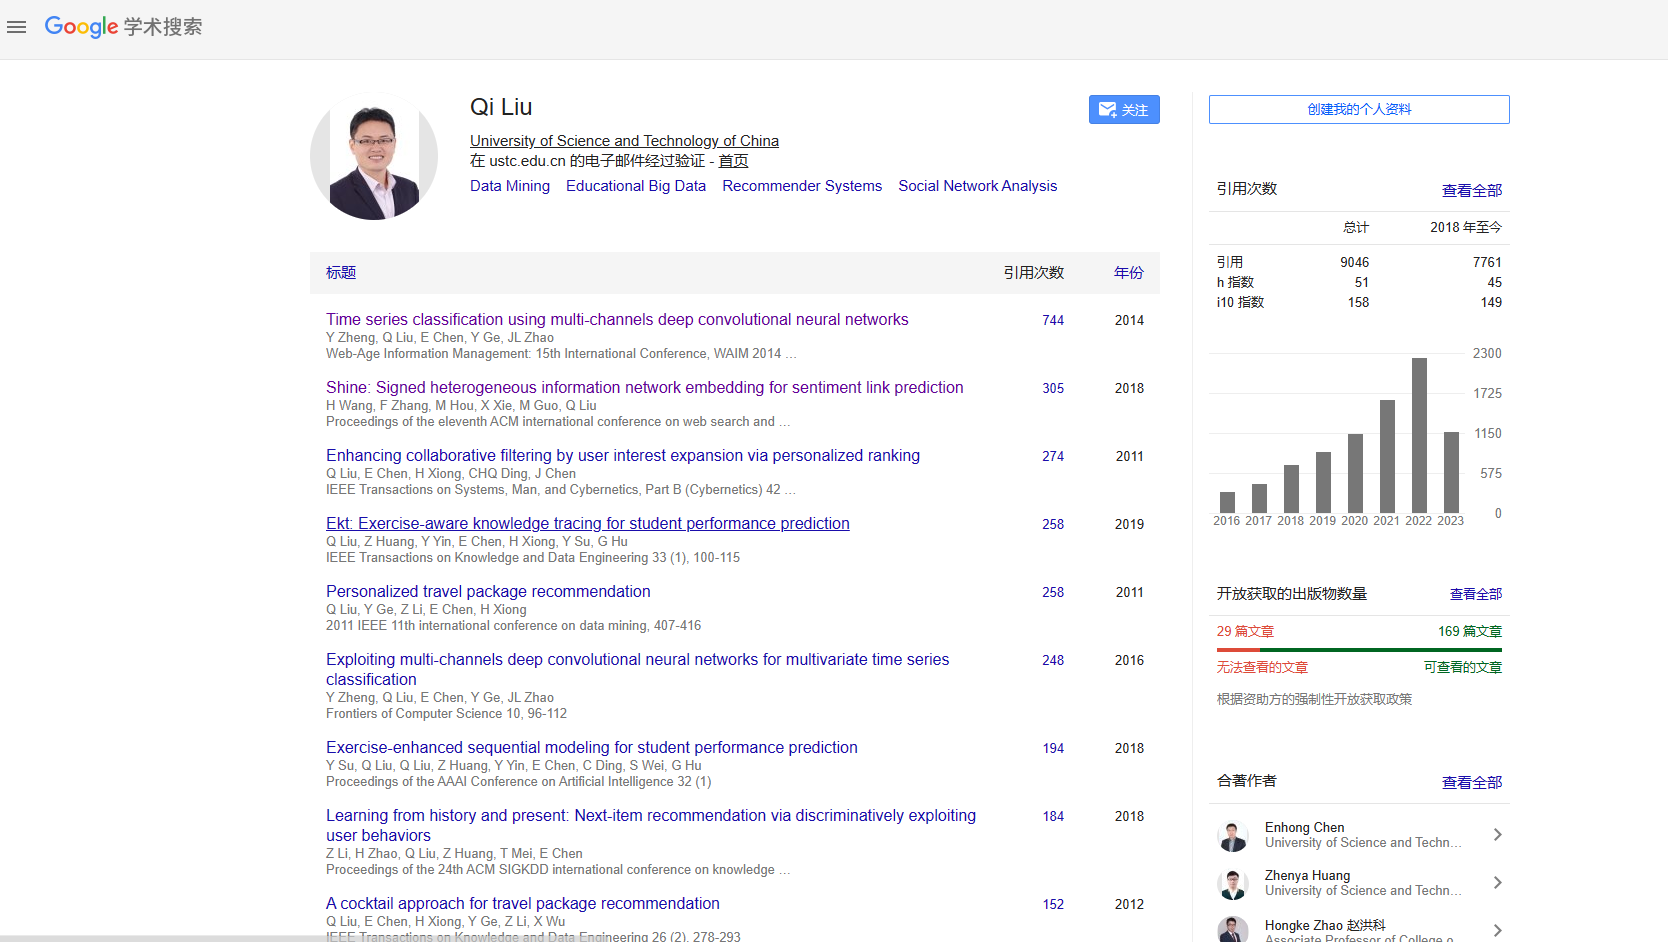 Google 学术搜索
Qi Liu
关注
University of Science and Technology of China
在 ustc.edu.cn 的电子邮件经过验证 - 首页
Data Mining Educational Big Data Recommender Systems Social Network Analysis
标题 引用次数 年份
Time series classification using multi-channels deep convolutional neural networks 744 2014
Y Zheng, Q Liu, E Chen, Y Ge, JL Zhao
Web-Age Information Management: 15th International Conference, WAIM 2014 …
Shine: Signed heterogeneous information network embedding for sentiment link prediction 305 2018
H Wang, F Zhang, M Hou, X Xie, M Guo, Q Liu
Proceedings of the eleventh ACM international conference on web search and …
Enhancing collaborative filtering by user interest expansion via personalized ranking 274 2011
Q Liu, E Chen, H Xiong, CHQ Ding, J Chen
IEEE Transactions on Systems, Man, and Cybernetics, Part B (Cybernetics) 42 …
Ekt: Exercise-aware knowledge tracing for student performance prediction 258 2019
Q Liu, Z Huang, Y Yin, E Chen, H Xiong, Y Su, G Hu
IEEE Transactions on Knowledge and Data Engineering 33 (1), 100-115
Personalized travel package recommendation 258 2011
Q Liu, Y Ge, Z Li, E Chen, H Xiong
2011 IEEE 11th international conference on data mining, 407-416
Exploiting multi-channels deep convolutional neural networks for multivariate time series 248 2016
classification
Y Zheng, Q Liu, E Chen, Y Ge, JL Zhao
Frontiers of Computer Science 10, 96-112
Exercise-enhanced sequential modeling for student performance prediction 194 2018
Y Su, Q Liu, Q Liu, Z Huang, Y Yin, E Chen, C Ding, S Wei, G Hu
Proceedings of the AAAI Conference on Artificial Intelligence 32 (1)
Learning from history and present: Next-item recommendation via discriminatively exploiting 184 2018
user behaviors
Z Li, H Zhao, Q Liu, Z Huang, T Mei, E Chen
Proceedings of the 24th ACM SIGKDD international conference on knowledge …
A cocktail approach for travel package recommendation 152 2012
Q Liu, E Chen, H Xiong, Y Ge, Z Li, X Wu
IEEE Transactions on Knowledge and Data Engineering 26 (2), 278-293
创建我的个人资料
引用次数 查看全部
总计 2018 年至今
引用 9046 7761
h 指数 51 45
i10 指数 158 149
2300
1725
1150
575
0
2016 2017 2018 2019 2020 2021 2022 2023
开放获取的出版物数量 查看全部
29 篇文章 169 篇文章
无法查看的文章 可查看的文章
根据资助方的强制性开放获取政策
合著作者 查看全部
Enhong Chen
University of Science and Techn…
Zhenya Huang
University of Science and Techn…
Hongke Zhao 赵洪科
Associate Professor of College o…